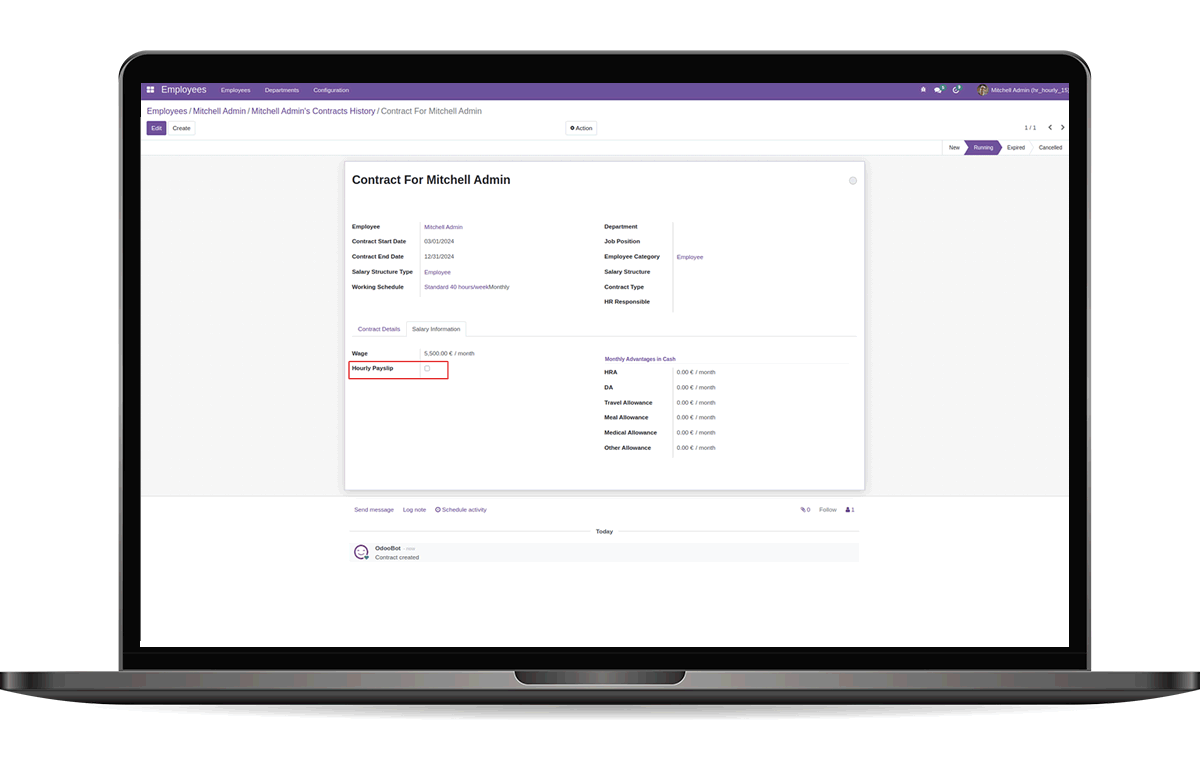 Employees Employees Departments Configuration Mitchell Admin (hr_hourly_15)
Employees / Mitchell Admin / Mitchell Admin's Contracts History / Contract For Mitchell Admin
Edit Create Action 1 / 1
New Running Expired Cancelled
Contract For Mitchell Admin
Employee Mitchell Admin
Contract Start Date 03/01/2024
Contract End Date 12/31/2024
Salary Structure Type Employee
Working Schedule Standard 40 hours/weekMonthly
Department
Job Position
Employee Category Employee
Salary Structure
Contract Type
HR Responsible
Contract Details Salary Information
Wage 5,500.00 € / month
Hourly Payslip
Monthly Advantages in Cash
HRA 0.00 € / month
DA 0.00 € / month
Travel Allowance 0.00 € / month
Meal Allowance 0.00 € / month
Medical Allowance 0.00 € / month
Other Allowance 0.00 € / month
Send message Log note Schedule activity 0 Follow 1
Today
OdooBot - now
Contract created